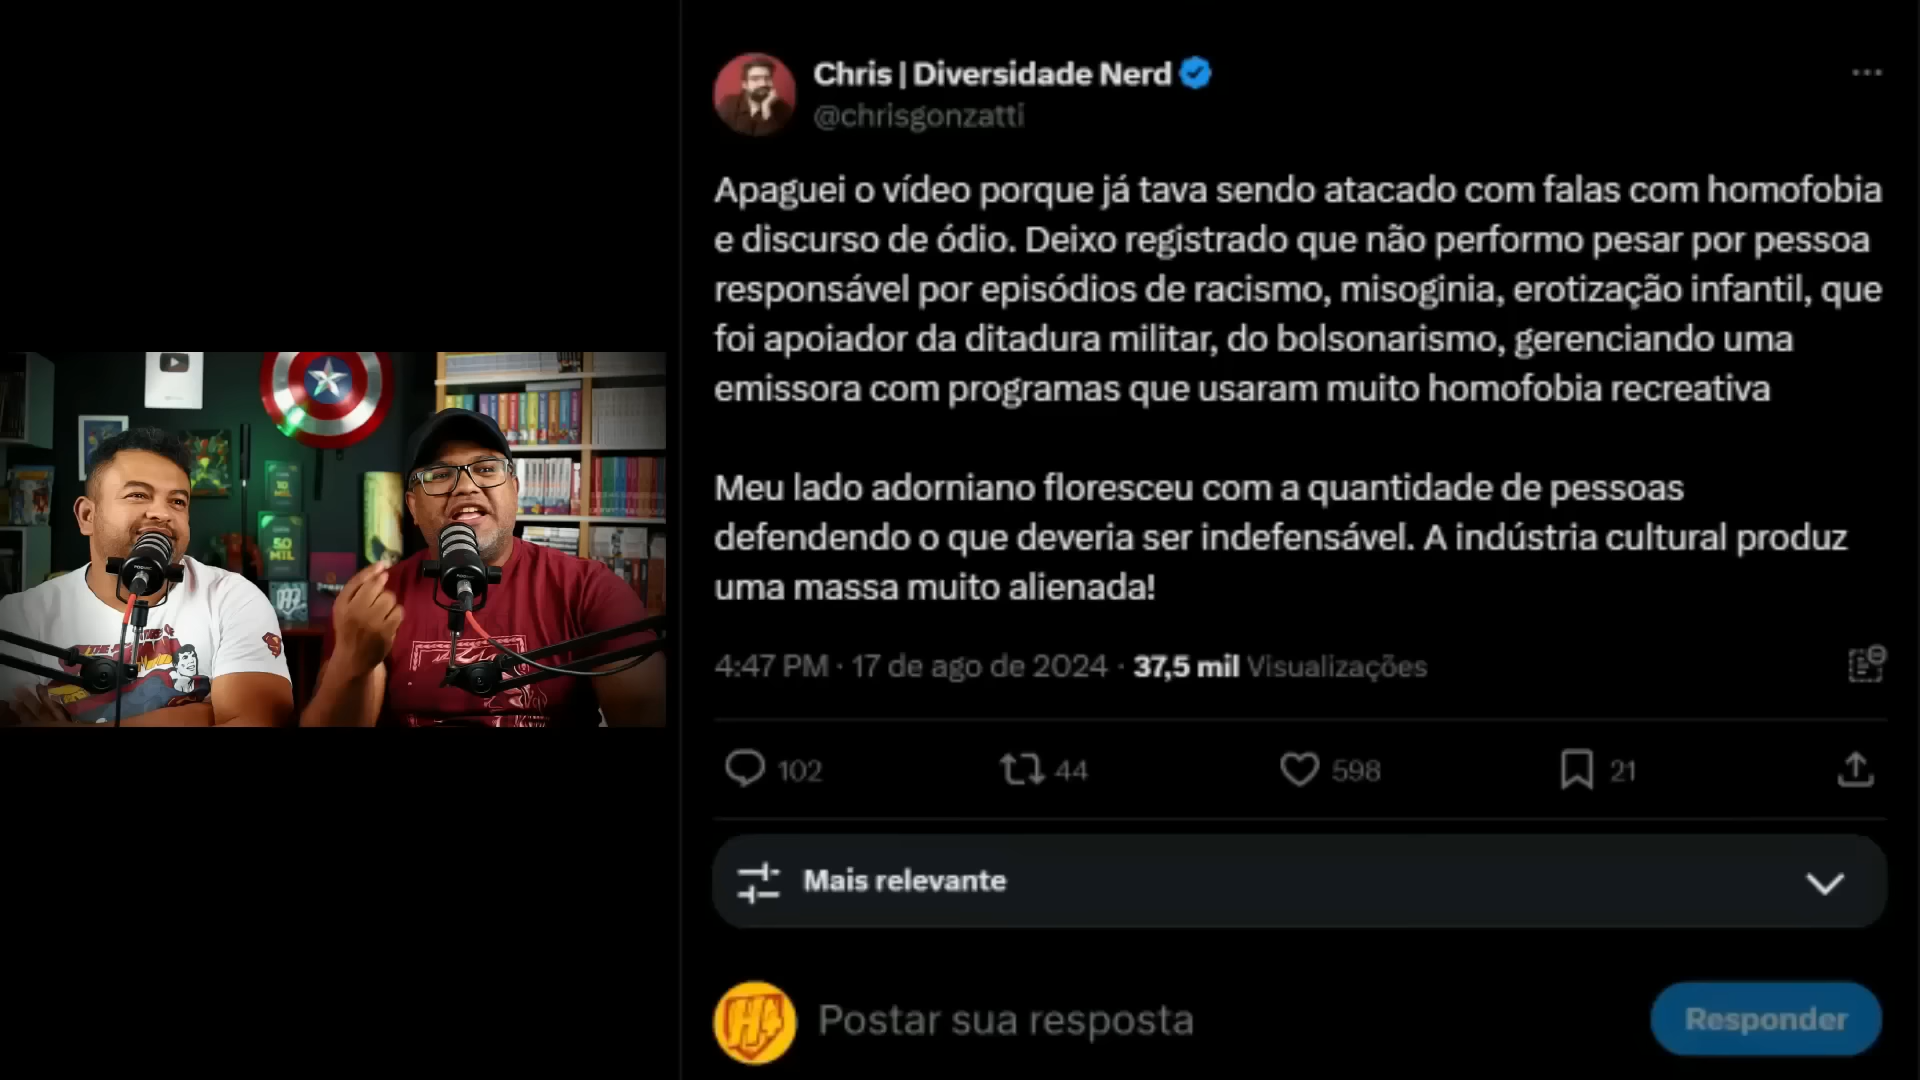 Chris | Diversidade Nerd
@chrisgonzatti
Apaguei o vídeo porque já tava sendo atacado com falas com homofobia
e discurso de ódio. Deixo registrado que não performo pesar por pessoa
responsável por episódios de racismo, misoginia, erotização infantil, que
foi apoiador da ditadura militar, do bolsonarismo, gerenciando uma
emissora com programas que usaram muito homofobia recreativa
Meu lado adorniano floresceu com a quantidade de pessoas
defendendo o que deveria ser indefensável. A indústria cultural produz
uma massa muito alienada!
4:47 PM · 17 de ago de 2024 · 37,5 mil Visualizações
102 44 598 21
Mais relevante
Postar sua resposta
Responder
10
MIL
50
MIL